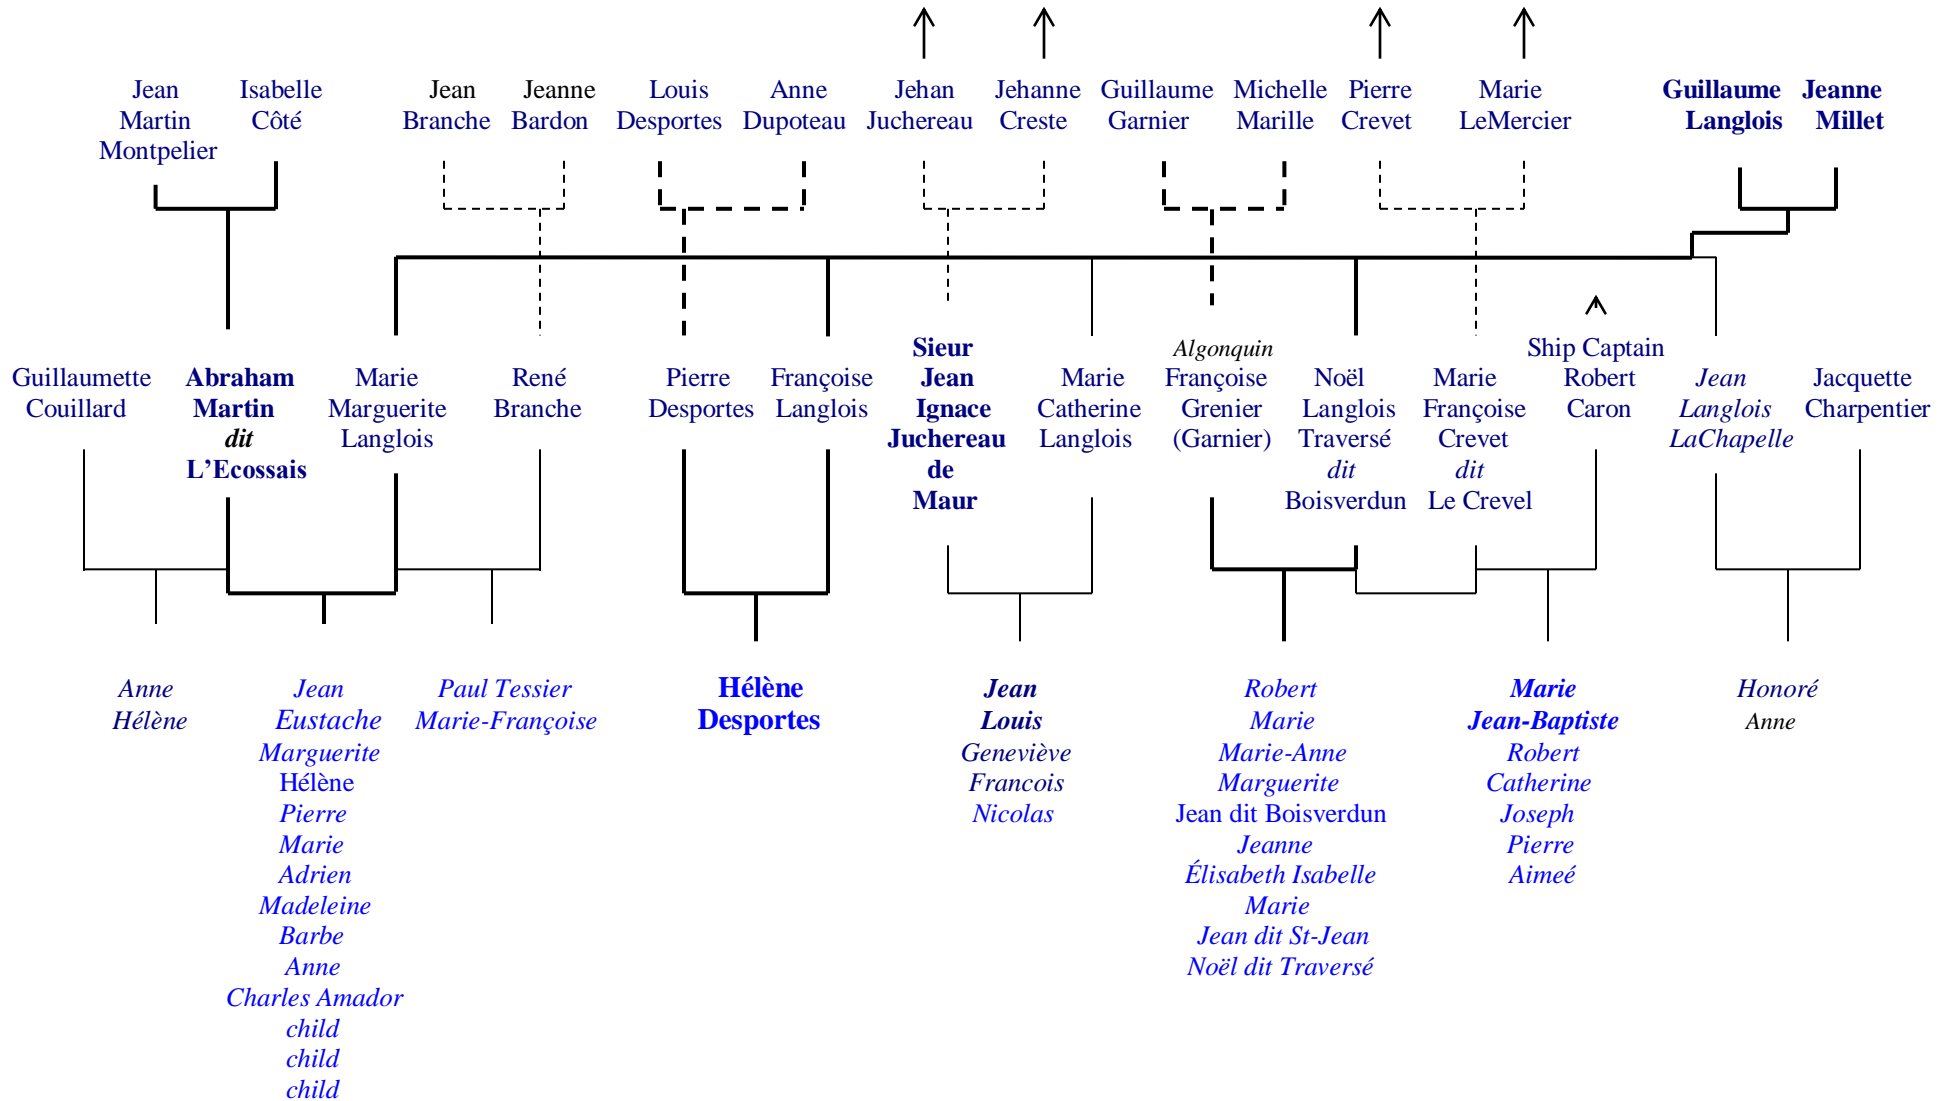 Jean
Martin
Montpelier
Isabelle
Côté
Jean
Branche
Jeanne
Bardon
Louis
Desportes
Anne
Dupoteau
Jehan
Juchereau
Jehanne
Creste
Guillaume
Garnier
Michelle
Marille
Pierre
Crevet
Marie
LeMercier
Guillaume
Langlois
Jeanne
Millet
Guillaumette
Couillard
Abraham
Martin
dit
L’Ecossais
Marie
Marguerite
Langlois
René
Branche
Pierre
Desportes
Françoise
Langlois
Sieur
Jean
Ignace
Juchereau
de
Maur
Marie
Catherine
Langlois
Algonquin
Françoise
Grenier
(Garnier)
Noël
Langlois
Traversé
dit
Boisverdun
Marie
Françoise
Crevet
dit
Le Crevel
Ship Captain
Robert
Caron
Jean
Langlois
LaChapelle
Jacquette
Charpentier
Anne
Hélène
Jean
Eustache
Marguerite
Hélène
Pierre
Marie
Adrien
Madeleine
Barbe
Anne
Charles Amador
child
child
child
Paul Tessier
Marie-Françoise
Hélène
Desportes
Jean
Louis
Geneviève
Francois
Nicolas
Robert
Marie
Marie-Anne
Marguerite
Jean dit Boisverdun
Jeanne
Élisabeth Isabelle
Marie
Jean dit St-Jean
Noël dit Traversé
Marie
Jean-Baptiste
Robert
Catherine
Joseph
Pierre
Aimeé
Honoré
Anne